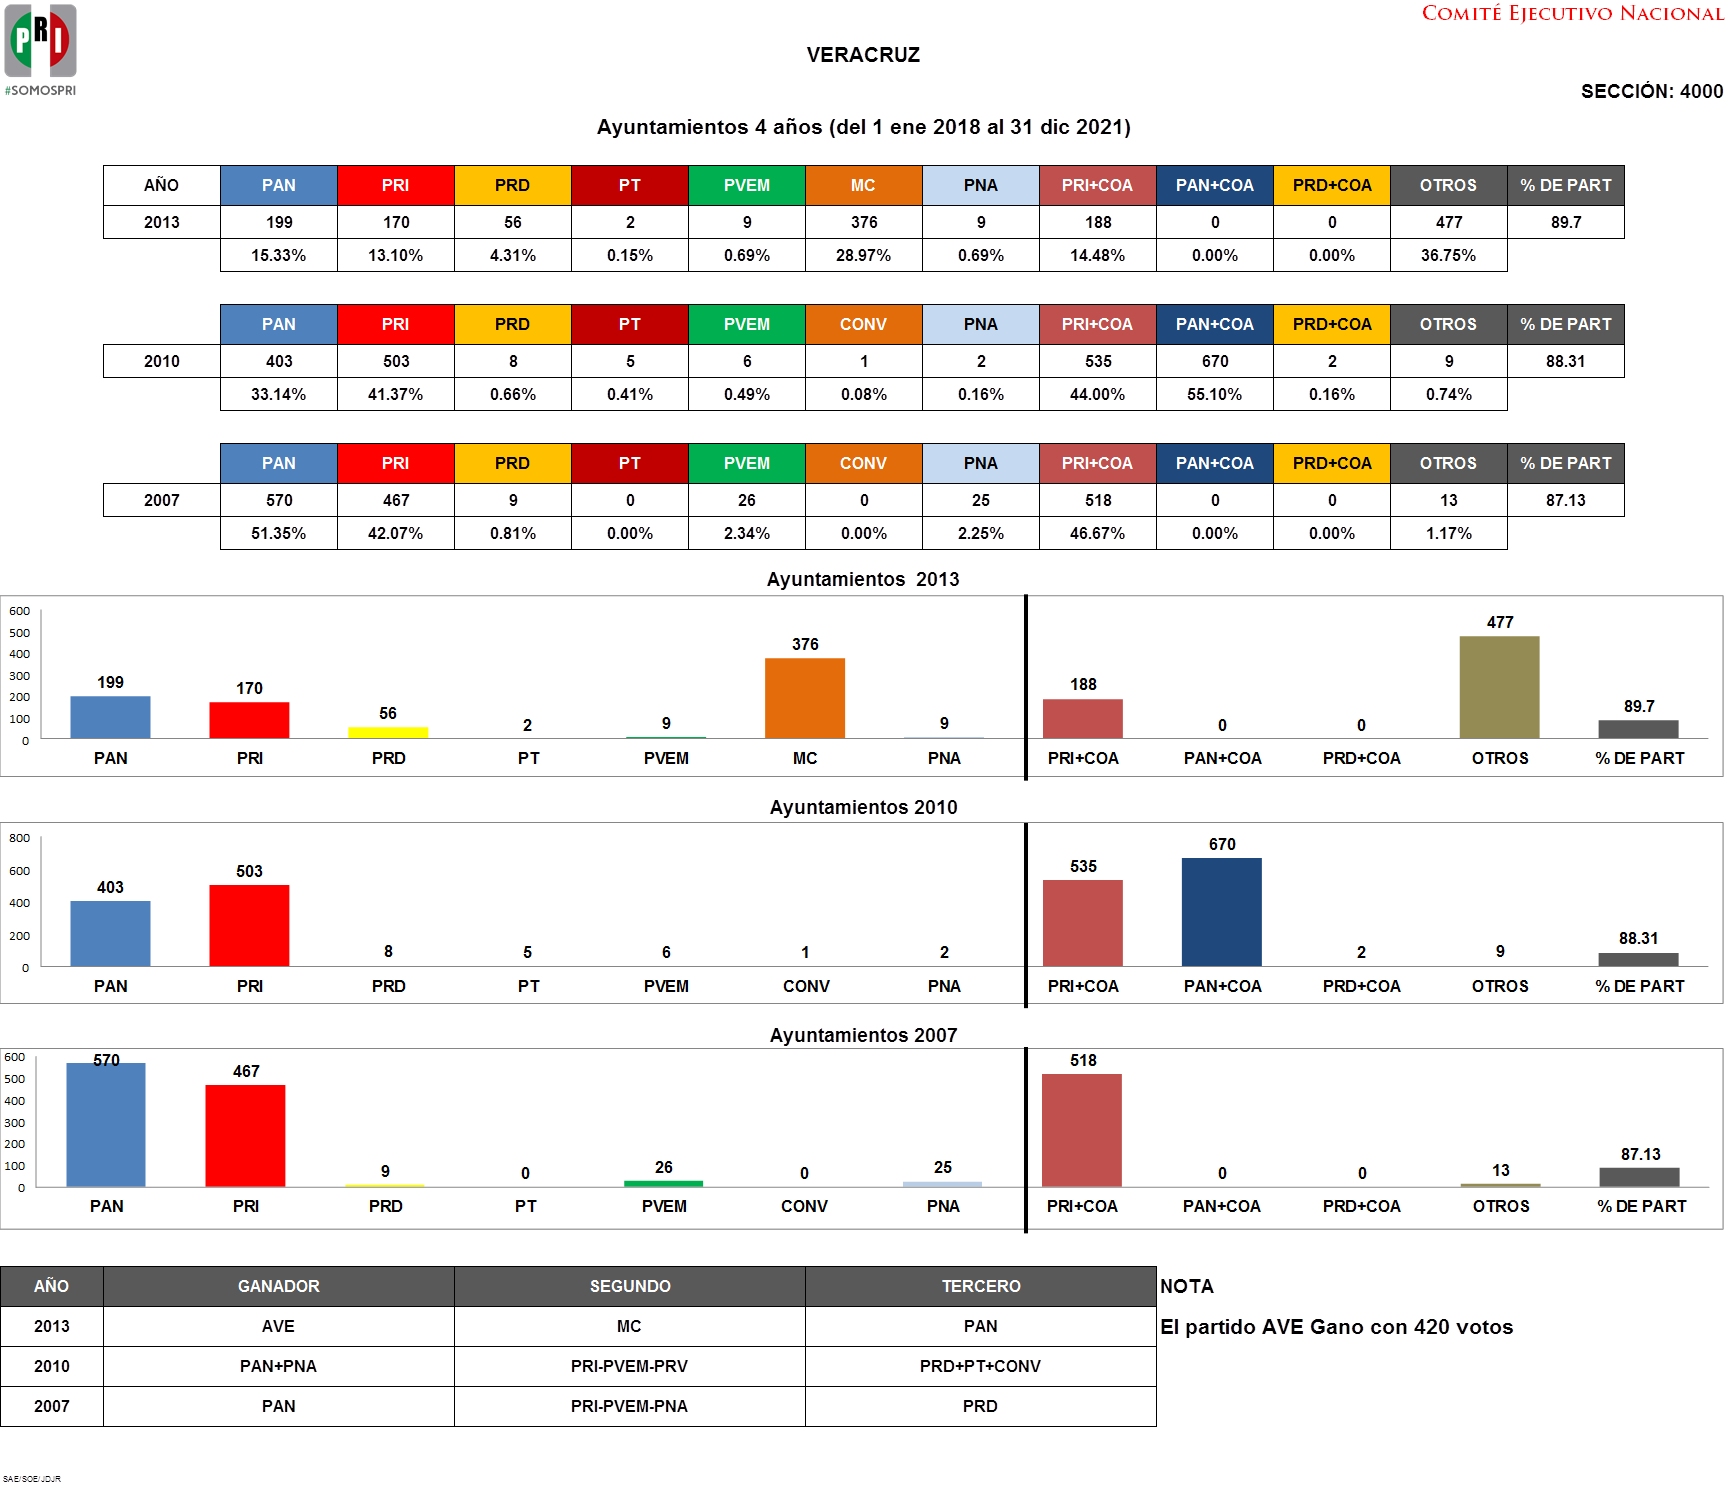 PRI
#SOMOSPRI
COMITÉ EJECUTIVO NACIONAL
VERACRUZ
SECCIÓN: 4000
Ayuntamientos 4 años (del 1 ene 2018 al 31 dic 2021)
AÑO PAN PRI PRD PT PVEM MC PNA PRI+COA PAN+COA PRD+COA OTROS % DE PART
2013 199 170 56 2 9 376 9 188 0 0 477 89.7
15.33% 13.10% 4.31% 0.15% 0.69% 28.97% 0.69% 14.48% 0.00% 0.00% 36.75%
PAN PRI PRD PT PVEM CONV PNA PRI+COA PAN+COA PRD+COA OTROS % DE PART
2010 403 503 8 5 6 1 2 535 670 2 9 88.31
33.14% 41.37% 0.66% 0.41% 0.49% 0.08% 0.16% 44.00% 55.10% 0.16% 0.74%
PAN PRI PRD PT PVEM CONV PNA PRI+COA PAN+COA PRD+COA OTROS % DE PART
2007 570 467 9 0 26 0 25 518 0 0 13 87.13
51.35% 42.07% 0.81% 0.00% 2.34% 0.00% 2.25% 46.67% 0.00% 0.00% 1.17%
Ayuntamientos 2013
600
500
400
300
200
100
0
199 170 56 2 9 376 9 188 0 0 477 89.7
PAN PRI PRD PT PVEM MC PNA PRI+COA PAN+COA PRD+COA OTROS % DE PART
Ayuntamientos 2010
800
600
400
200
0
403 503 8 5 6 1 2 535 670 2 9 88.31
PAN PRI PRD PT PVEM CONV PNA PRI+COA PAN+COA PRD+COA OTROS % DE PART
Ayuntamientos 2007
600
500
400
300
200
100
0
570 467 9 0 26 0 25 518 0 0 13 87.13
PAN PRI PRD PT PVEM CONV PNA PRI+COA PAN+COA PRD+COA OTROS % DE PART
AÑO GANADOR SEGUNDO TERCERO NOTA
2013 AVE MC PAN El partido AVE Gano con 420 votos
2010 PAN+PNA PRI-PVEM-PRV PRD+PT+CONV
2007 PAN PRI-PVEM-PNA PRD
SAE/SOE/JDJR